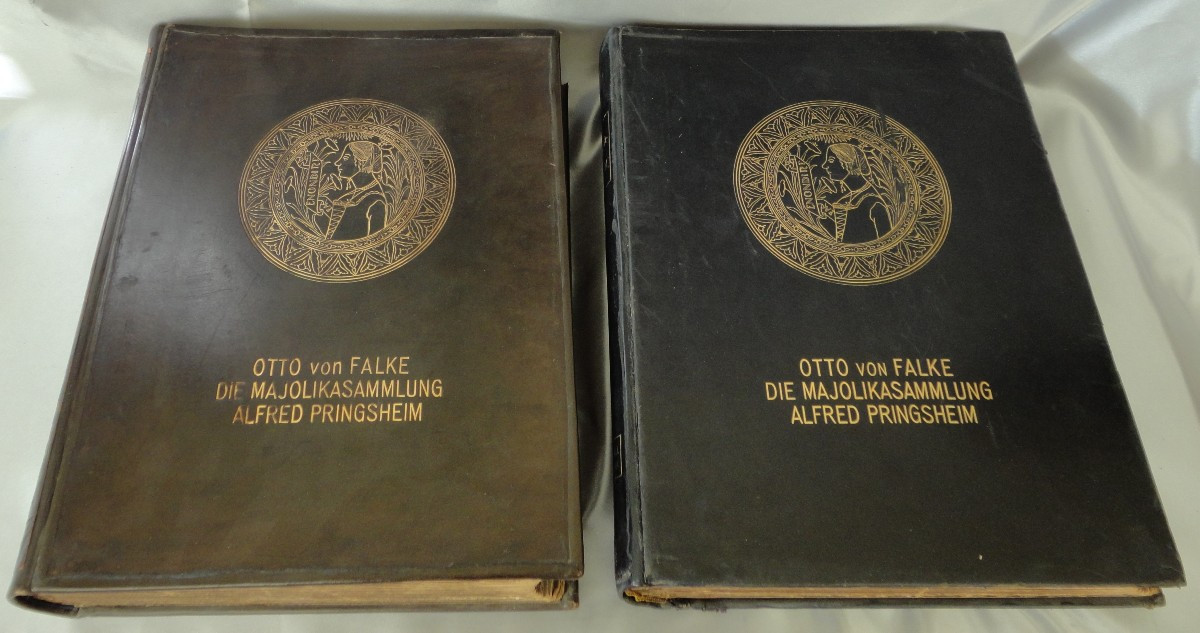 OTTO von FALKE
DIE MAJOLIKASAMMLUNG
ALFRED PRINGSHEIM
OTTO von FALKE
DIE MAJOLIKASAMMLUNG
ALFRED PRINGSHEIM